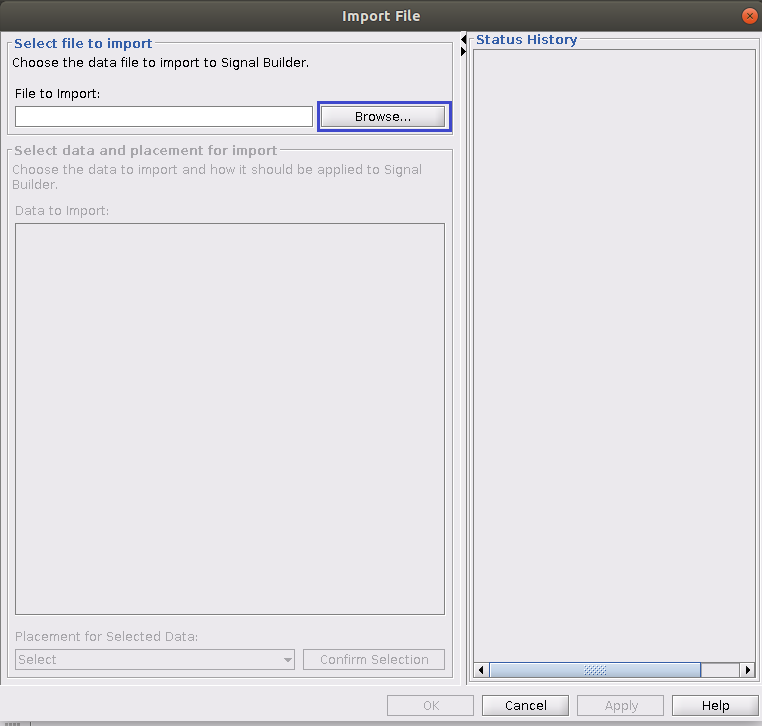 Import File
Select file to import
Choose the data file to import to Signal Builder.
File to Import:
Browse...
Select data and placement for import
Choose the data to import and how it should be applied to Signal
Builder.
Data to Import:
Placement for Selected Data:
Select
Confirm Selection
Status History
OK
Cancel
Apply
Help